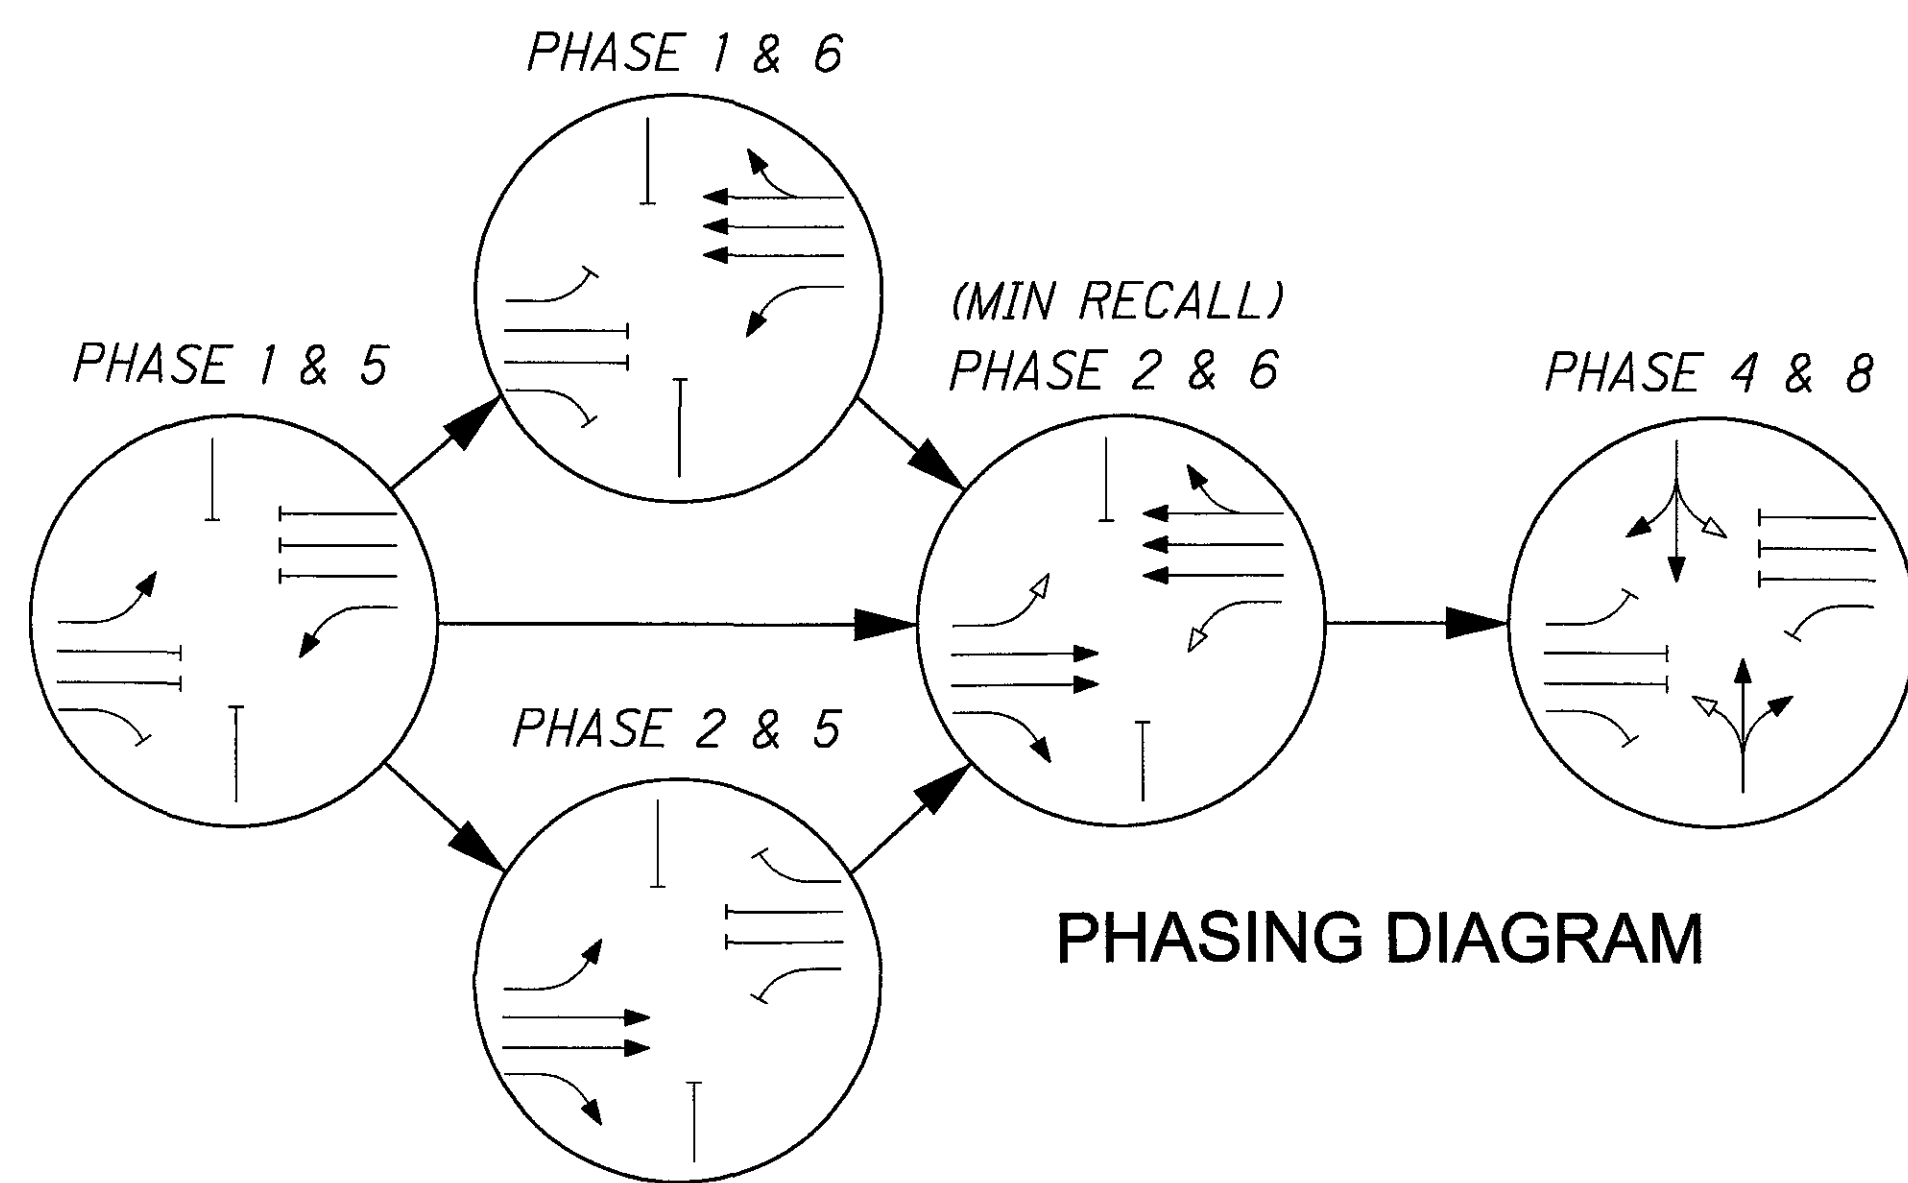 PHASE 1 & 6
(MIN RECALL)
PHASE 1 & 5
PHASE 2 & 6
PHASE 4 & 8
PHASE 2 & 5
PHASING DIAGRAM